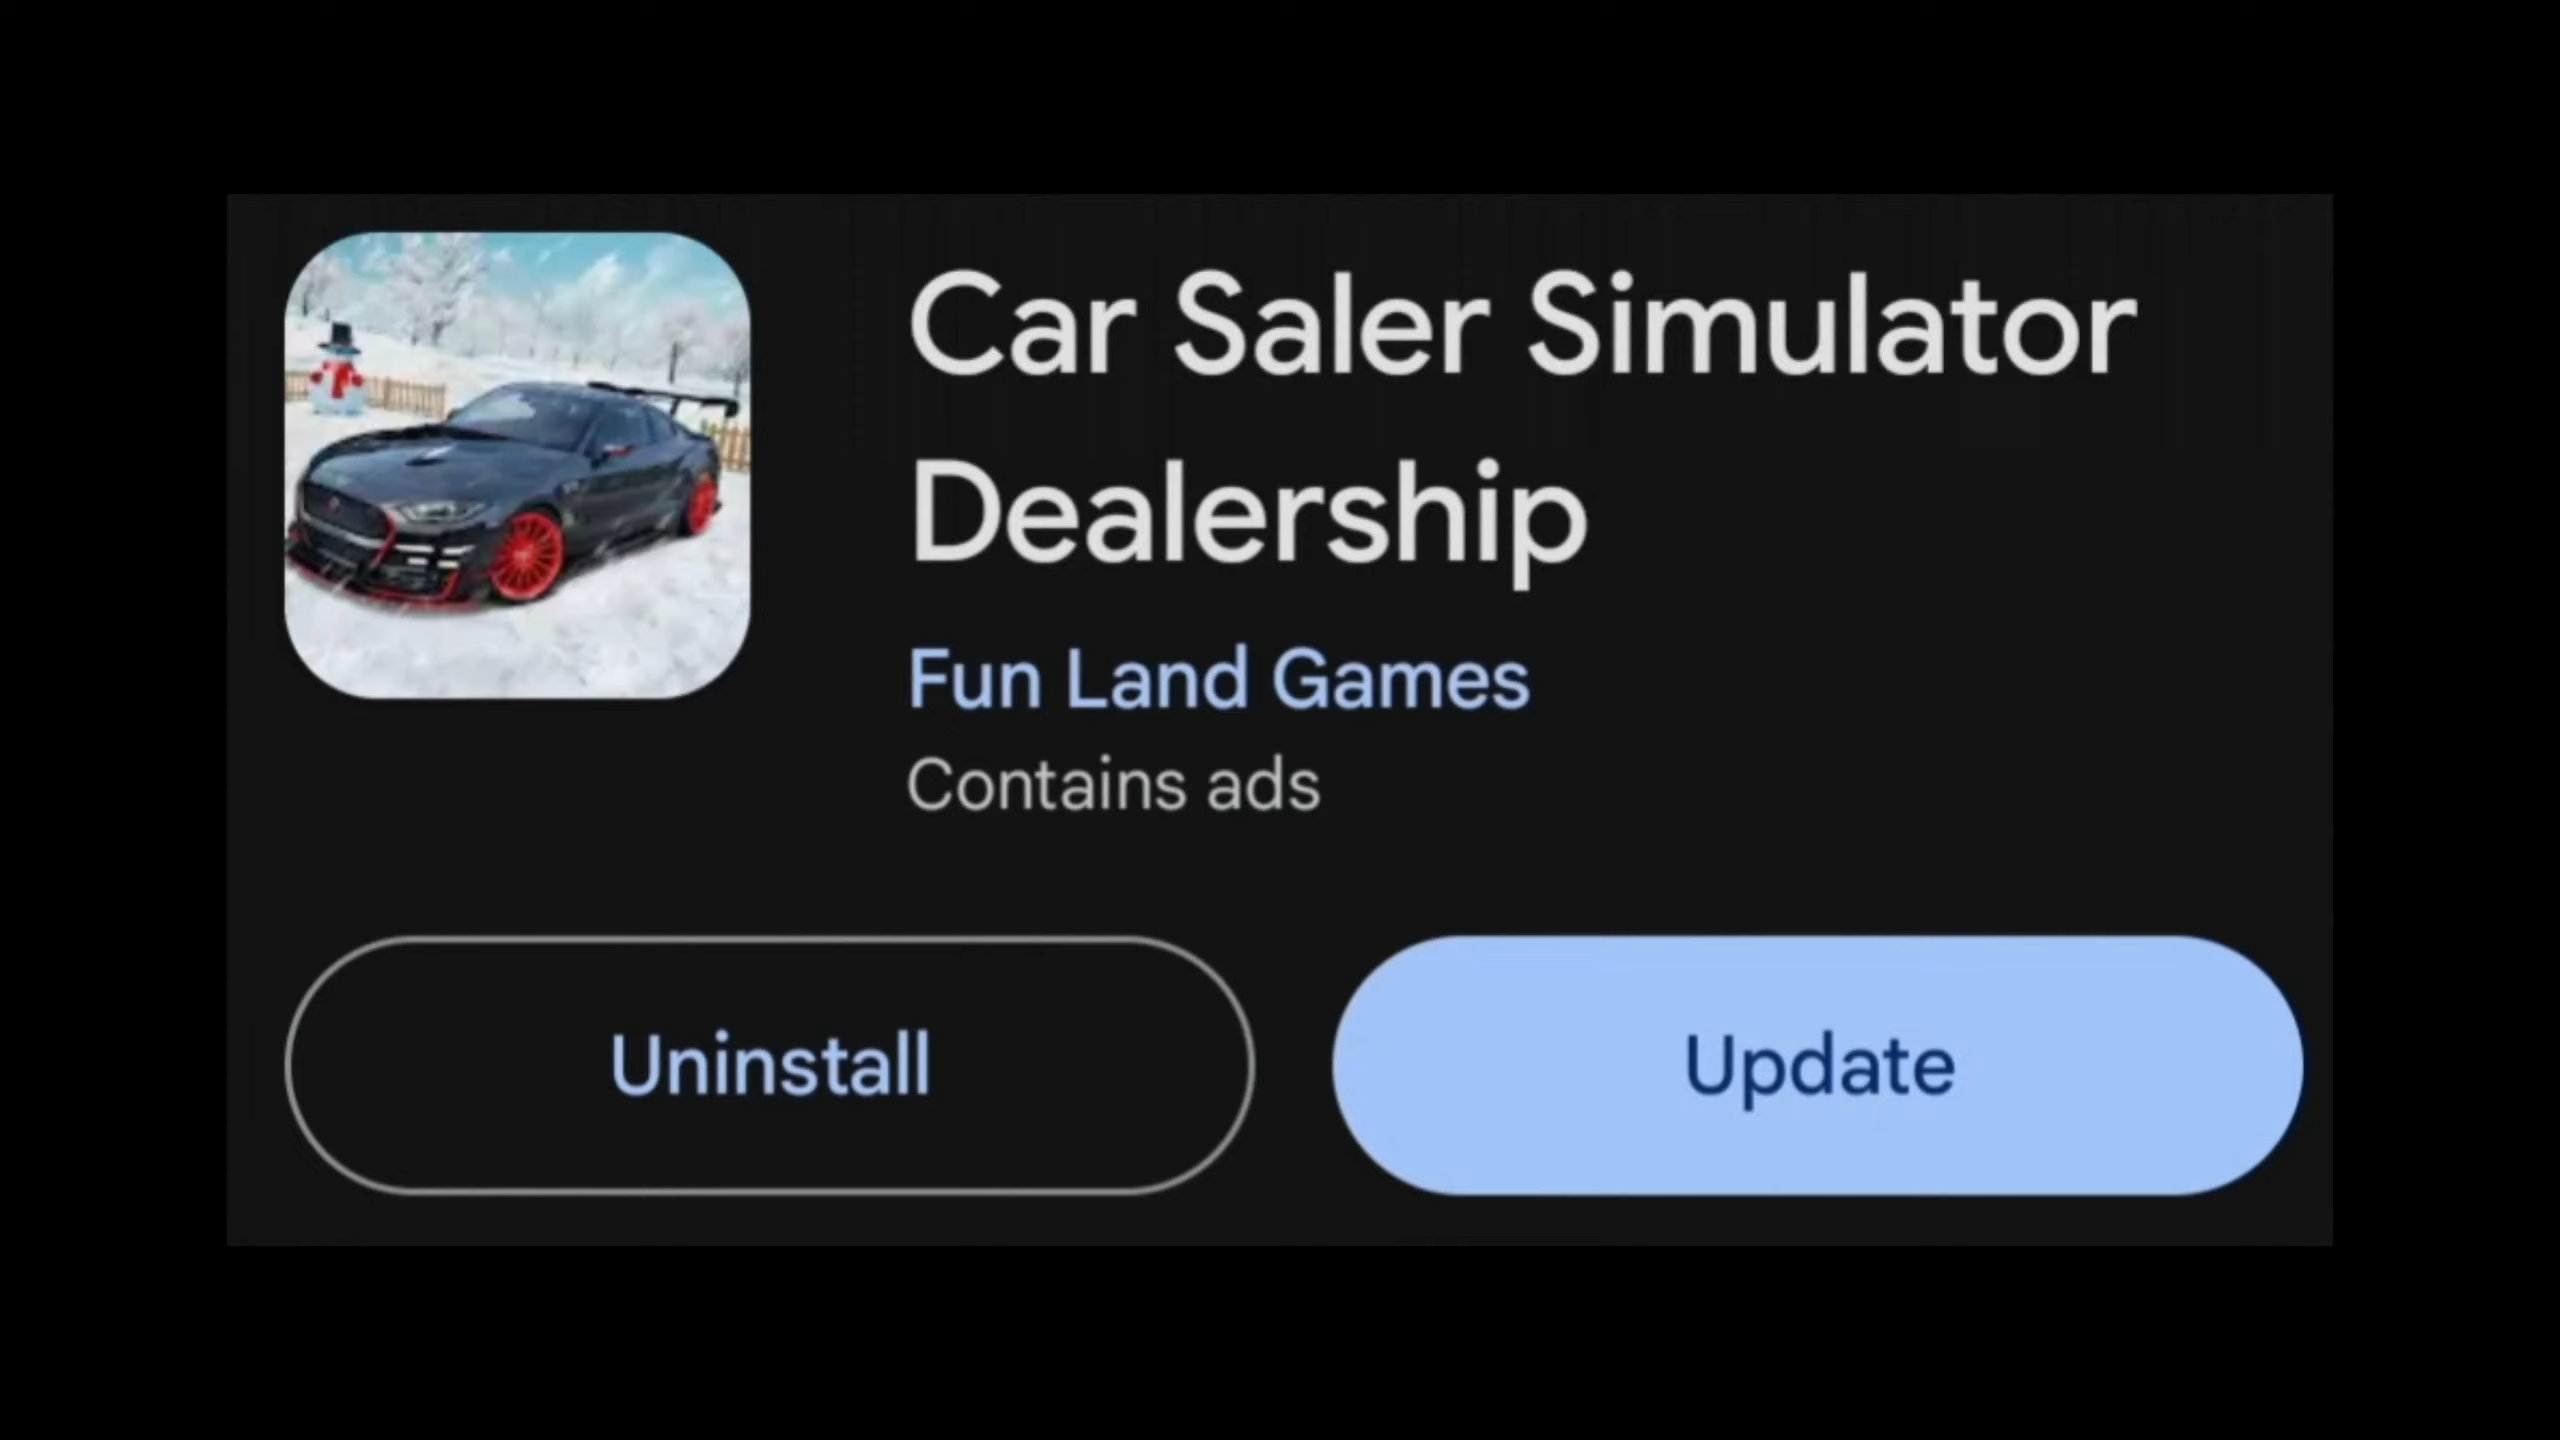 Car Saler Simulator
Dealership
Fun Land Games
Contains ads
Uninstall
Update